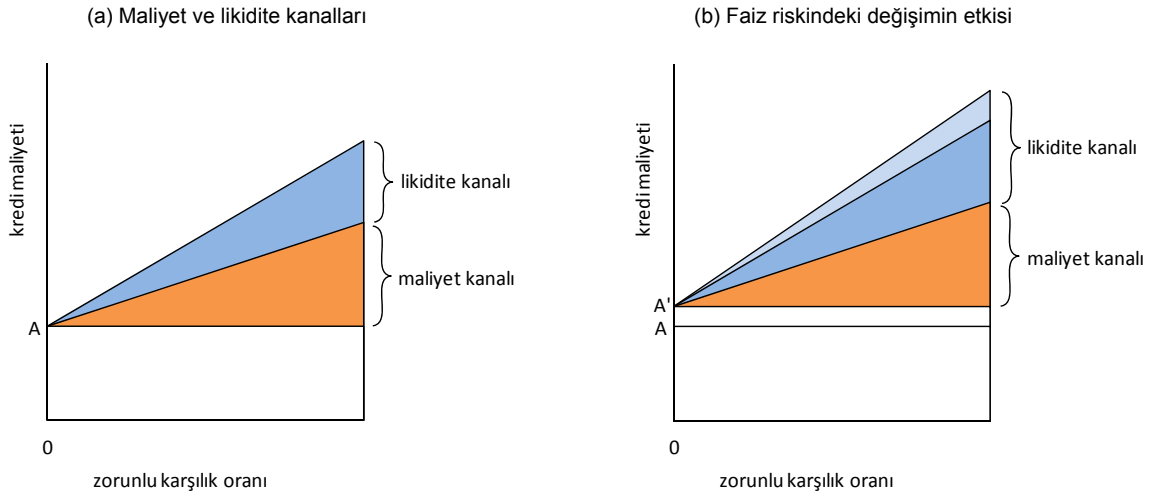 (a) Maliyet ve likidite kanalları
kredi maliyeti
likidite kanalı
maliyet kanalı
A
0
zorunlu karşılık oranı
(b) Faiz riskindeki değişimin etkisi
kredi maliyeti
likidite kanalı
maliyet kanalı
A'
A
0
zorunlu karşılık oranı